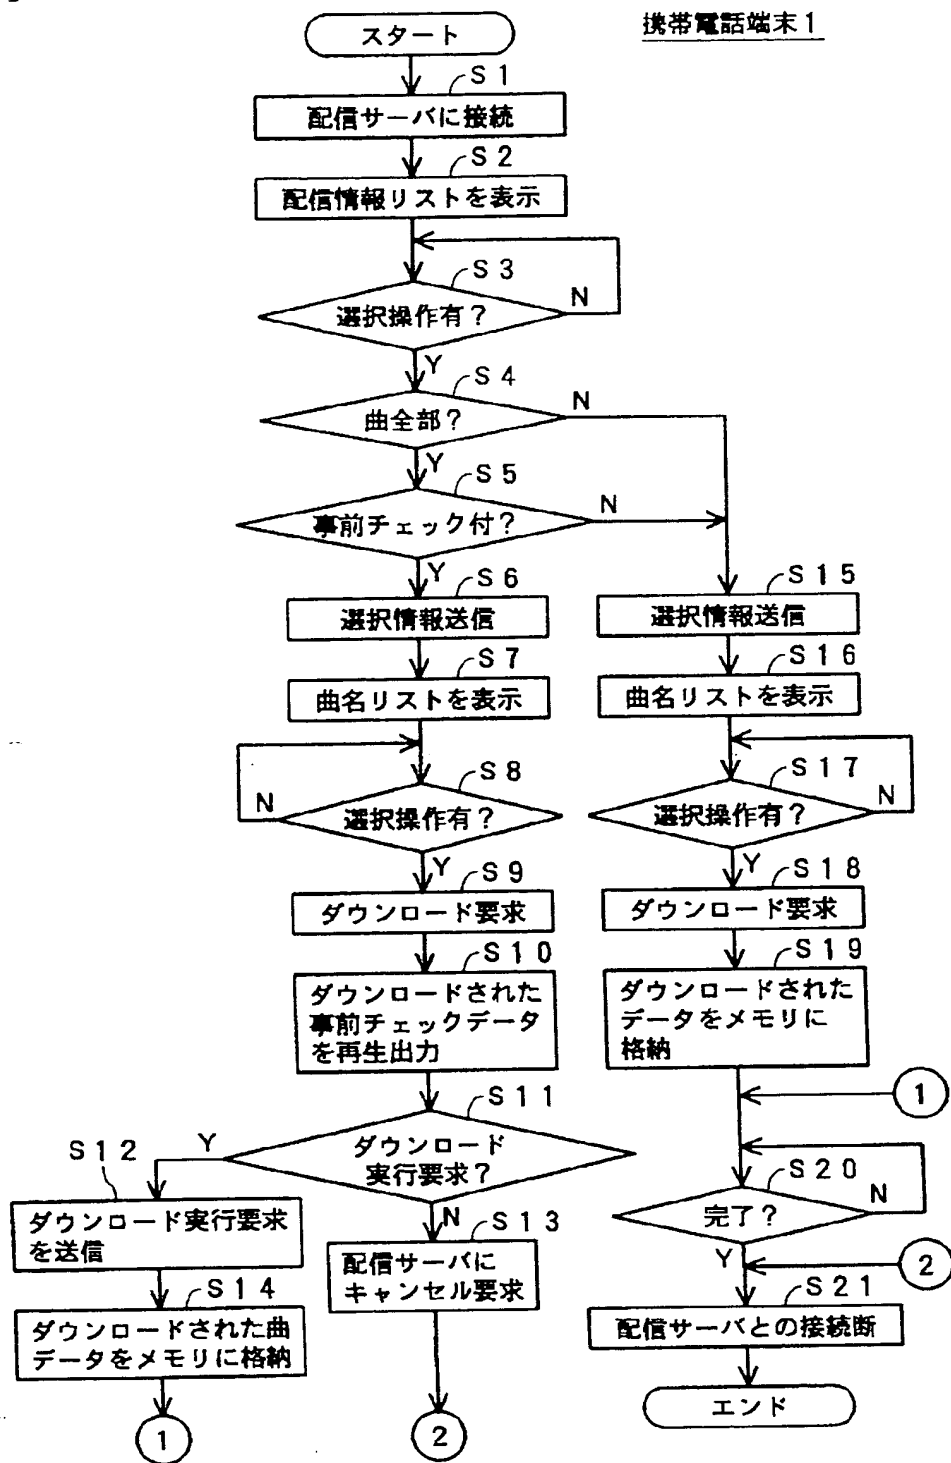 携帯電話端末1
スタート
S1
配信サーバに接続
S2
配信情報リストを表示
S3
選択操作有？
N
Y
S4
曲全部？
N
Y
S5
事前チェック付？
N
Y
S6
選択情報送信
S7
曲名リストを表示
S8
選択操作有？
N
Y
S9
ダウンロード要求
S10
ダウンロードされた
事前チェックデータ
を再生出力
S11
ダウンロード
実行要求？
Y
N
S12
ダウンロード実行要求
を送信
S14
ダウンロードされた曲
データをメモリに格納
1
S13
配信サーバに
キャンセル要求
2
S15
選択情報送信
S16
曲名リストを表示
S17
選択操作有？
N
Y
S18
ダウンロード要求
S19
ダウンロードされた
データをメモリに
格納
1
S20
完了？
N
Y
2
S21
配信サーバとの接続断
エンド